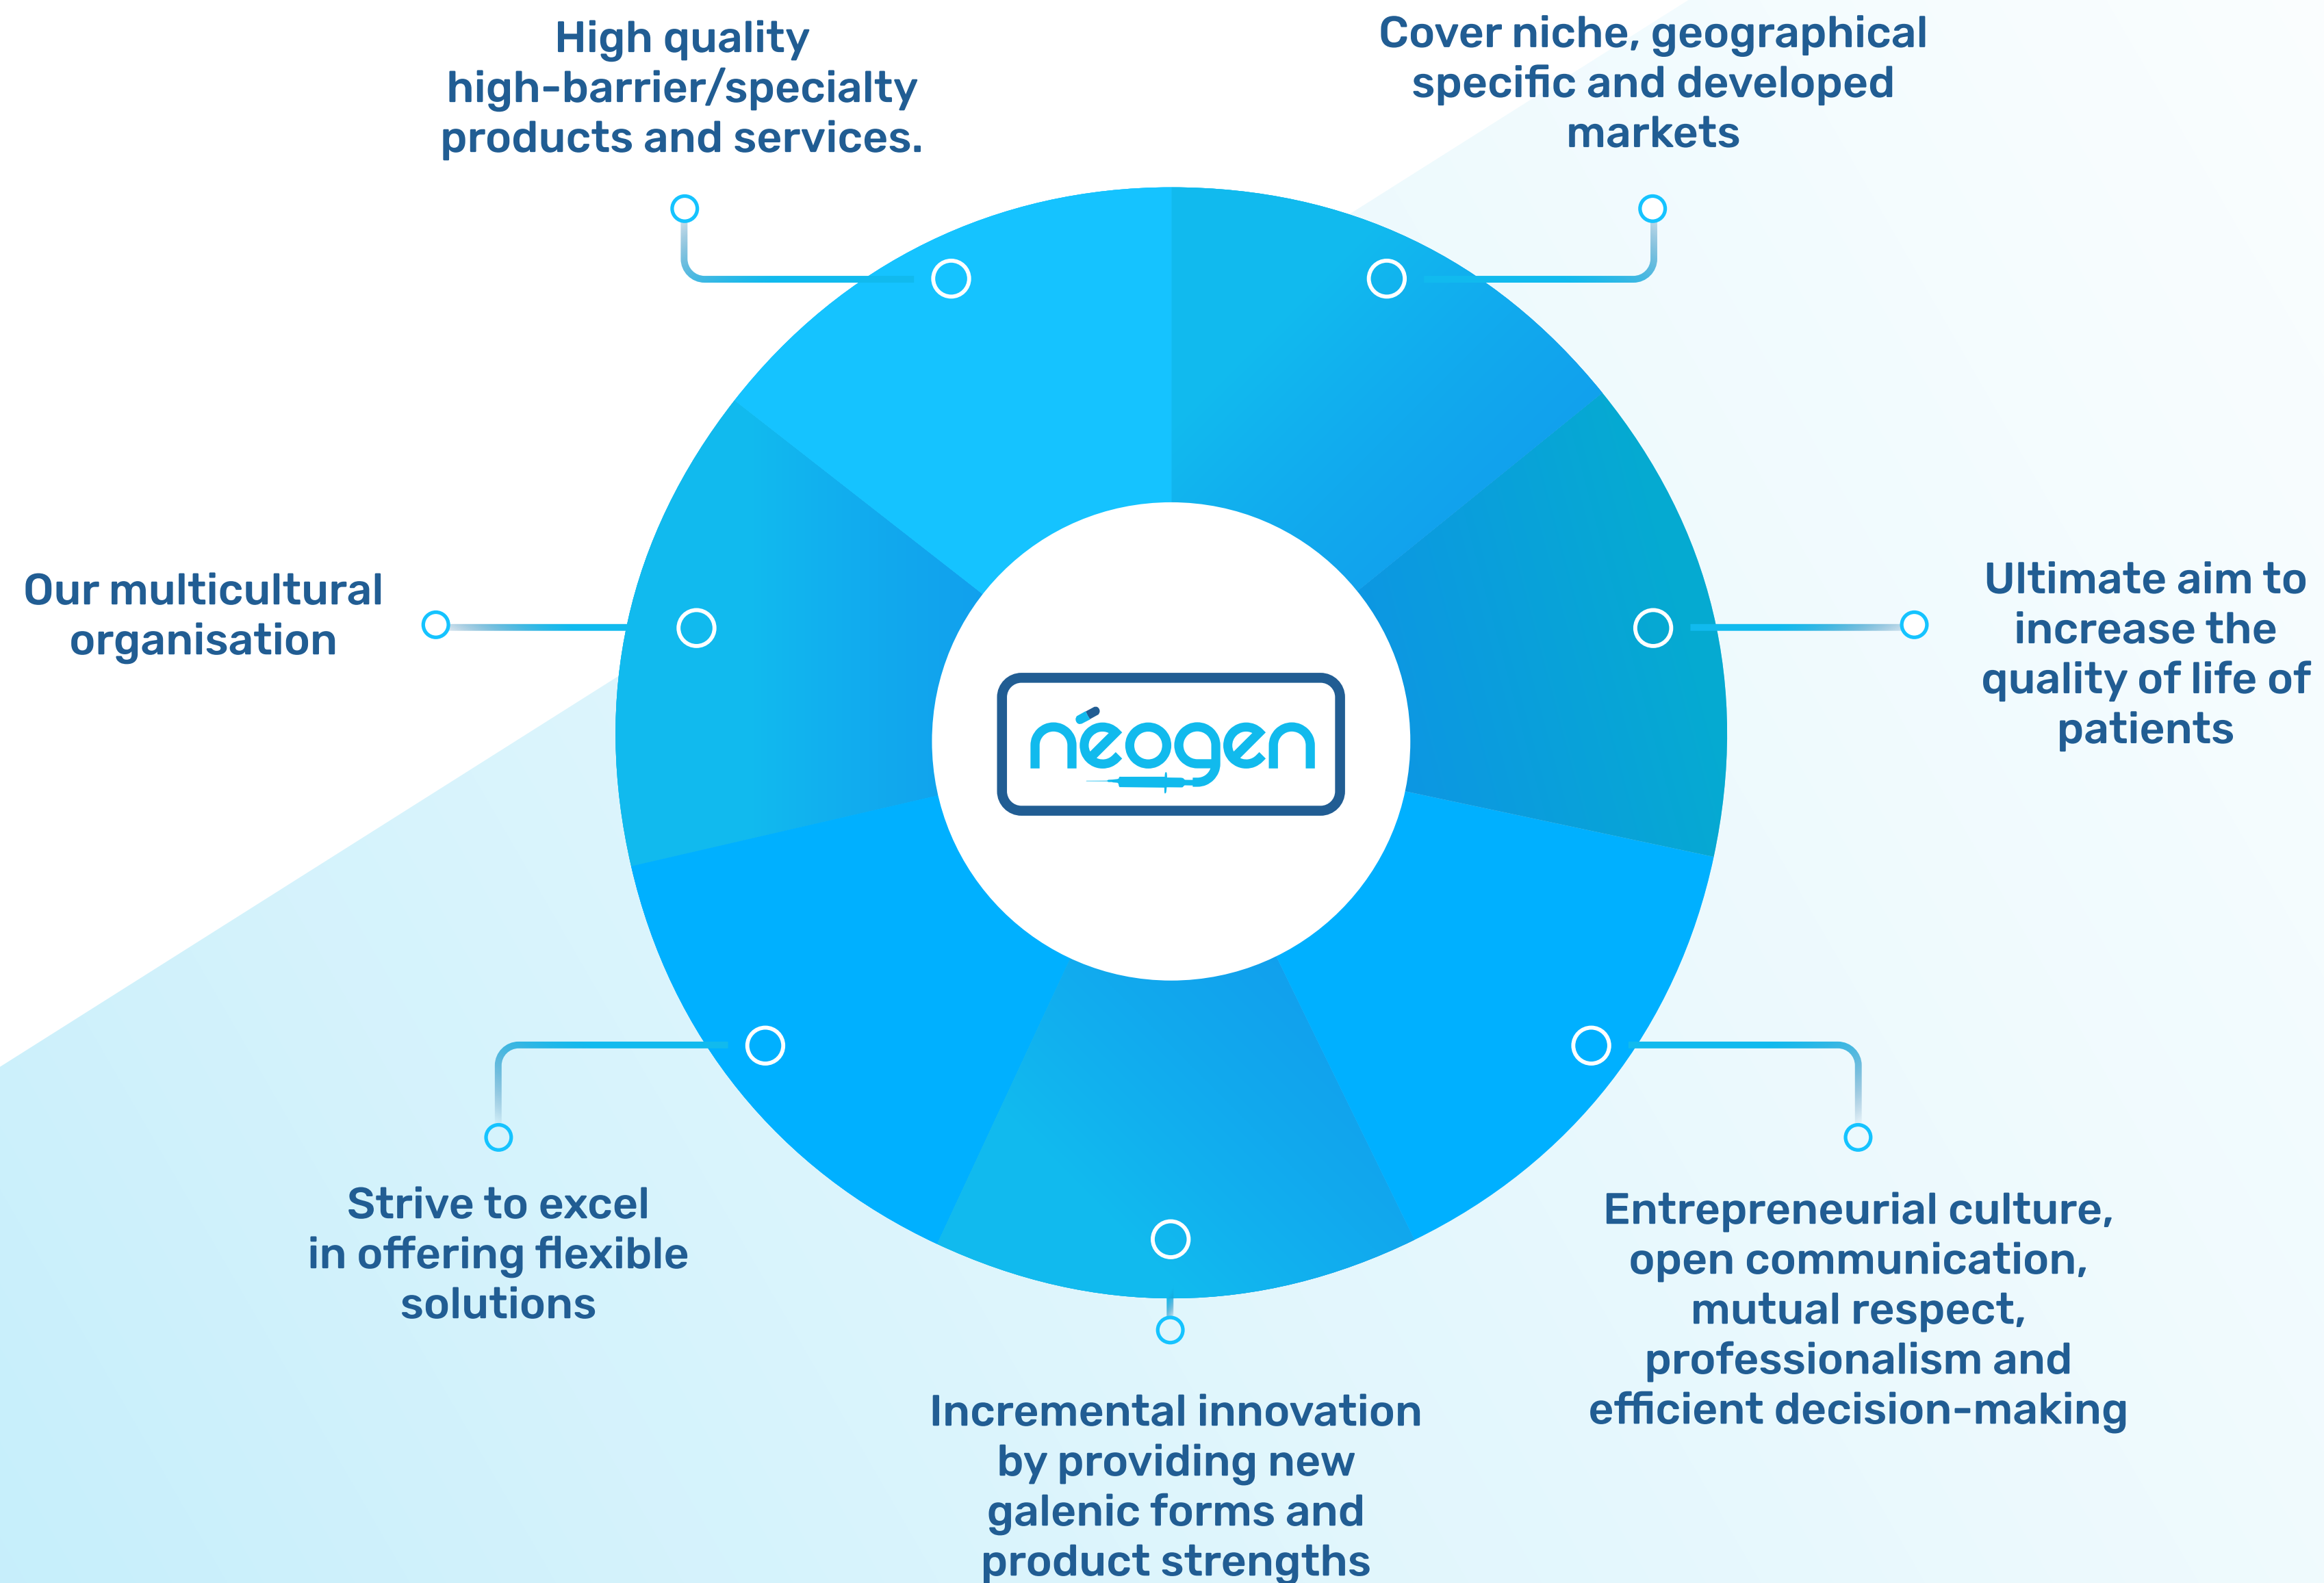 High quality
high-barrier/specialty
products and services.
Cover niche, geographical
specific and developed
markets
Our multicultural
organisation
néogen
Ultimate aim to
increase the
quality of life of
patients
Strive to excel
in offering flexible
solutions
Entrepreneurial culture,
open communication,
mutual respect,
professionalism and
efficient decision-making
Incremental innovation
by providing new
galenic forms and
product strengths